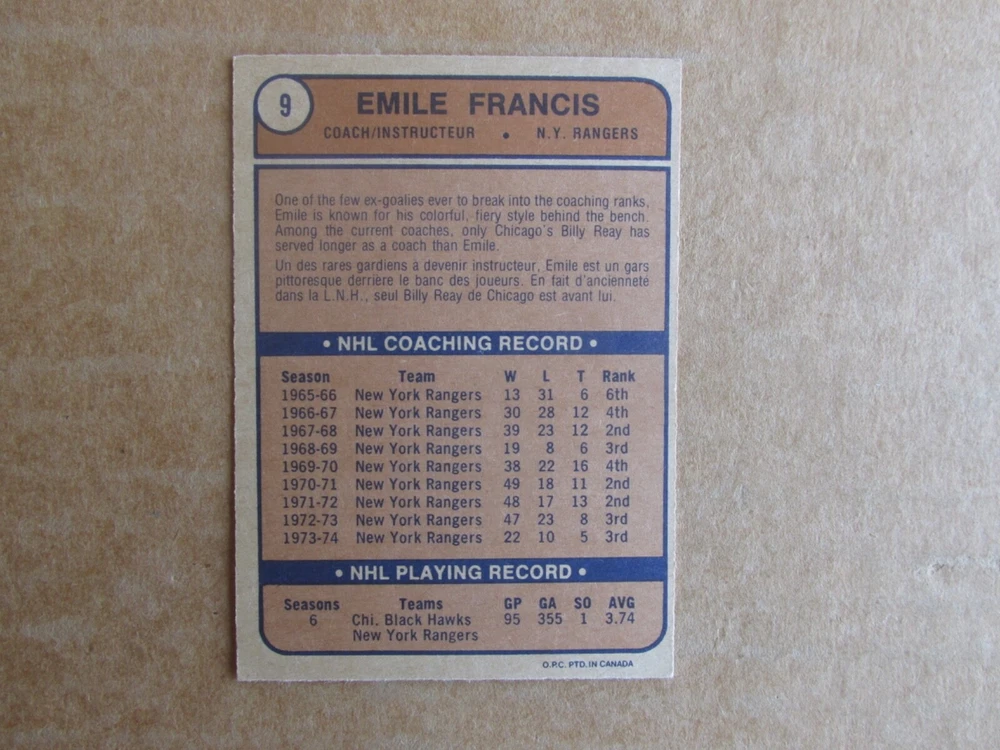 9
EMILE FRANCIS
COACH/INSTRUCTEUR • N.Y. RANGERS
One of the few ex-goalies ever to break into the coaching ranks,
Emile is known for his colorful, fiery style behind the bench.
Among the current coaches, only Chicago's Billy Reay has
served longer as a coach than Emile.
Un des rares gardiens à devenir instructeur, Emile est un gars
pittoresque derrière le banc des joueurs. En fait d'ancienneté
dans la L.N.H., seul Billy Reay de Chicago est avant lui.
• NHL COACHING RECORD •
Season Team W L T Rank
1965-66 New York Rangers 13 31 6 6th
1966-67 New York Rangers 30 28 12 4th
1967-68 New York Rangers 39 23 12 2nd
1968-69 New York Rangers 19 8 6 3rd
1969-70 New York Rangers 38 22 16 4th
1970-71 New York Rangers 49 18 11 2nd
1971-72 New York Rangers 48 17 13 2nd
1972-73 New York Rangers 47 23 8 3rd
1973-74 New York Rangers 22 10 5 3rd
• NHL PLAYING RECORD •
Seasons Teams GP GA SO AVG
6 Chi. Black Hawks 95 355 1 3.74
New York Rangers
O.P.C. PTD. IN CANADA